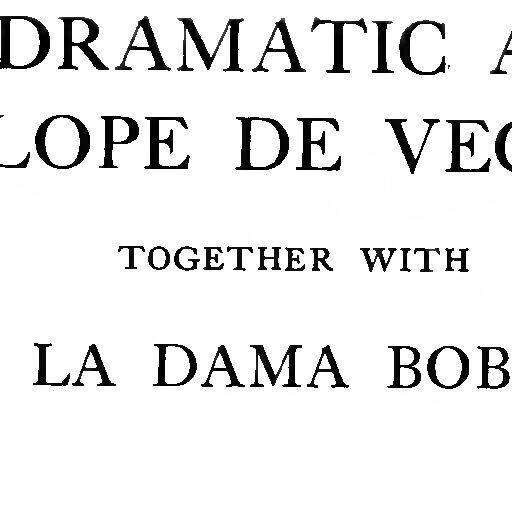 DRAMATIC A
LOPE DE VEG
TOGETHER WITH
LA DAMA BOB